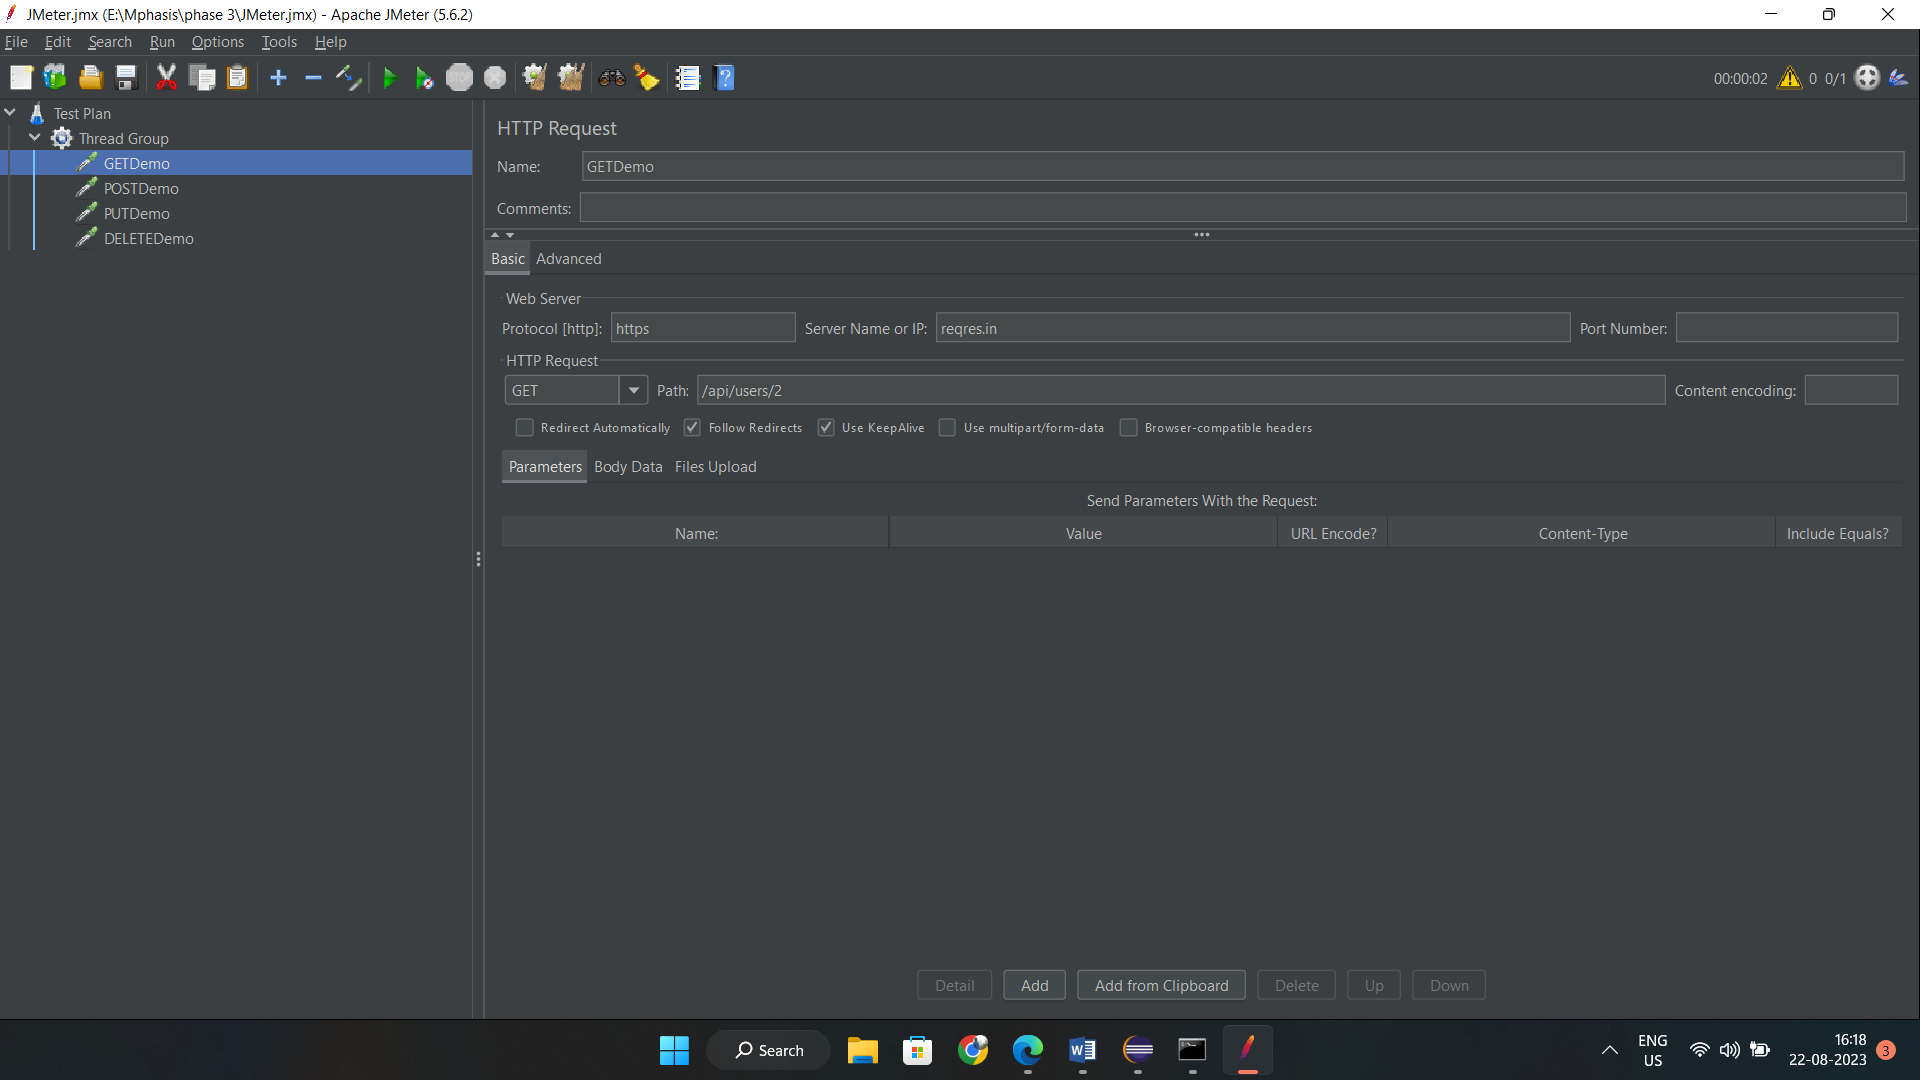 JMeter.jmx (E:\Mphasis\phase 3\JMeter.jmx) - Apache JMeter (5.6.2)
File Edit Search Run Options Tools Help
STOP
00:00:02 0 0/1
Test Plan
Thread Group
GETDemo
POSTDemo
PUTDemo
DELETEDemo
HTTP Request
Name: GETDemo
Comments:
Basic Advanced
Web Server
Protocol [http]: https Server Name or IP: reqres.in Port Number:
HTTP Request
GET Path: /api/users/2 Content encoding:
Redirect Automatically Follow Redirects Use KeepAlive Use multipart/form-data Browser-compatible headers
Parameters Body Data Files Upload
Send Parameters With the Request:
Name: Value URL Encode? Content-Type Include Equals?
Detail Add Add from Clipboard Delete Up Down
Search
ENG
US
16:18
22-08-2023
3